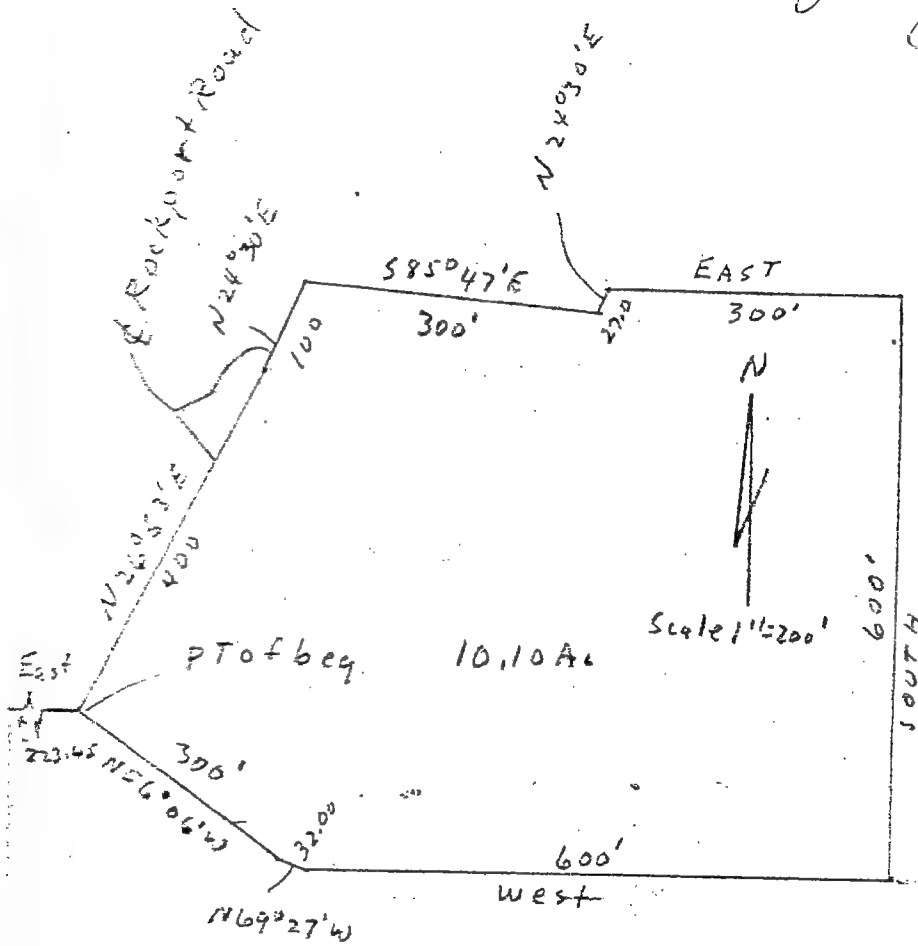 ℄ Rockport Road
N24°30'E
N24°30'E
S85°47'E
300'
27.0
EAST
300'
100
N
N26°53'E
400
Scale 1"=200'
600'
SOUTH
East
PT of beg
10.10 A.
223.45
300'
N56°06'W
32.00
600'
West
N69°27'W